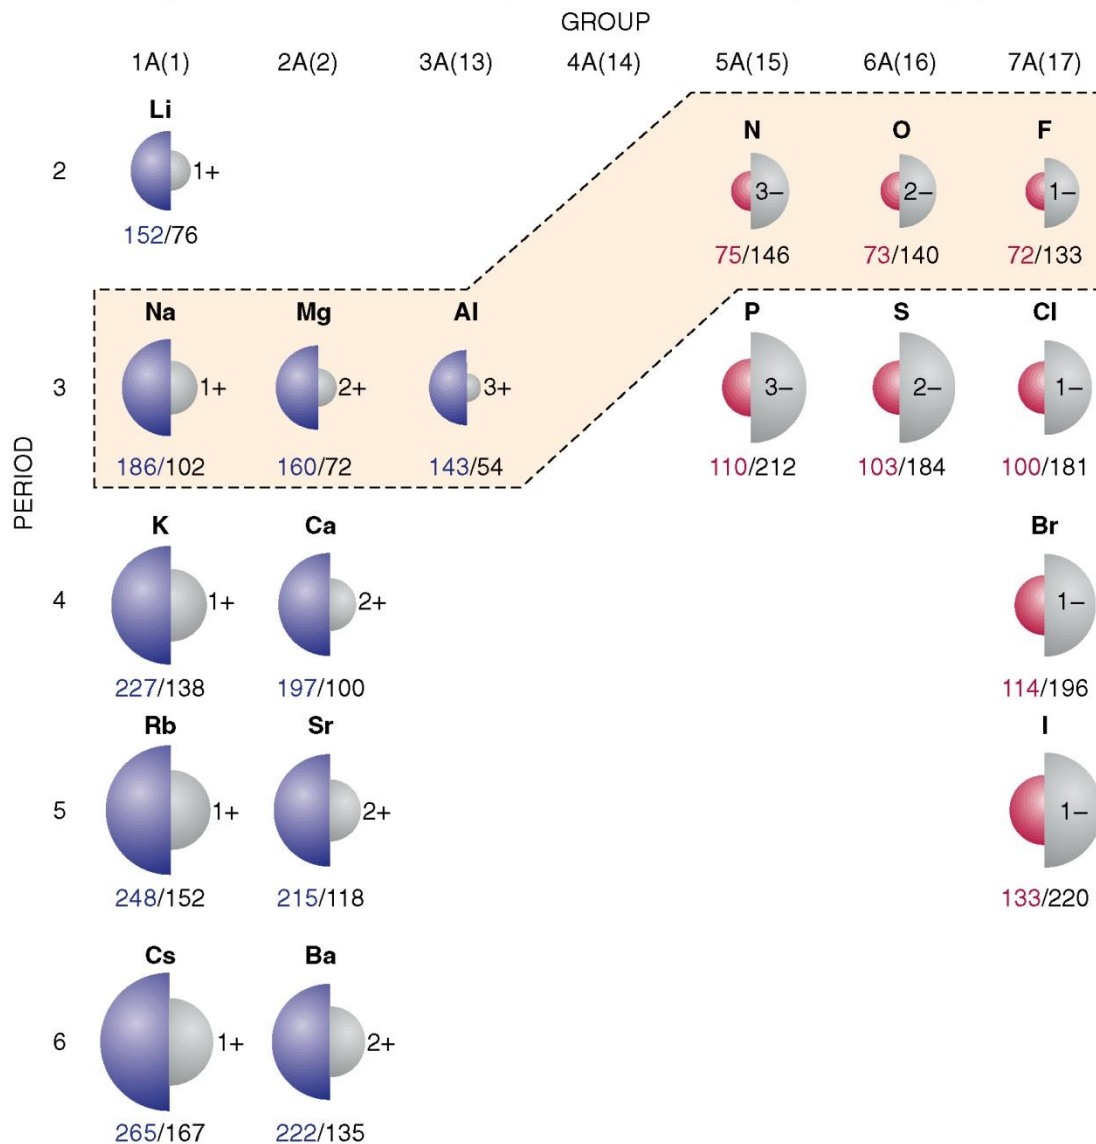 GROUP
1A(1) 2A(2) 3A(13) 4A(14) 5A(15) 6A(16) 7A(17)
Li N O F
2 1+ 3– 2– 1–
152/76 75/146 73/140 72/133
Na Mg Al P S Cl
3 1+ 2+ 3+ 3– 2– 1–
186/102 160/72 143/54 110/212 103/184 100/181
PERIOD
K Ca Br
4 1+ 2+ 1–
227/138 197/100 114/196
Rb Sr I
5 1+ 2+ 1–
248/152 215/118 133/220
Cs Ba
6 1+ 2+
265/167 222/135